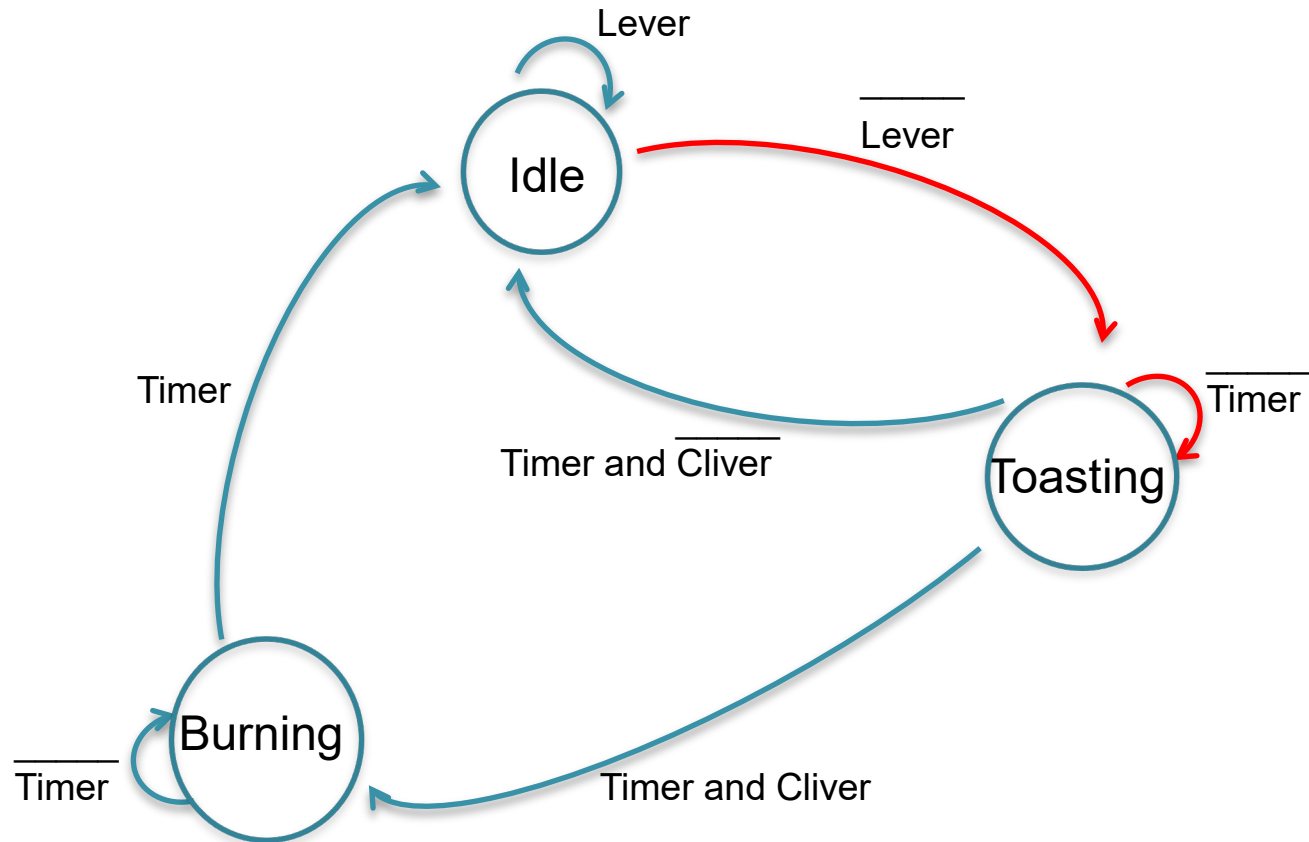 Lever
Lever
Idle
Timer
Timer
Timer and Cliver
Toasting
Burning
Timer
Timer and Cliver